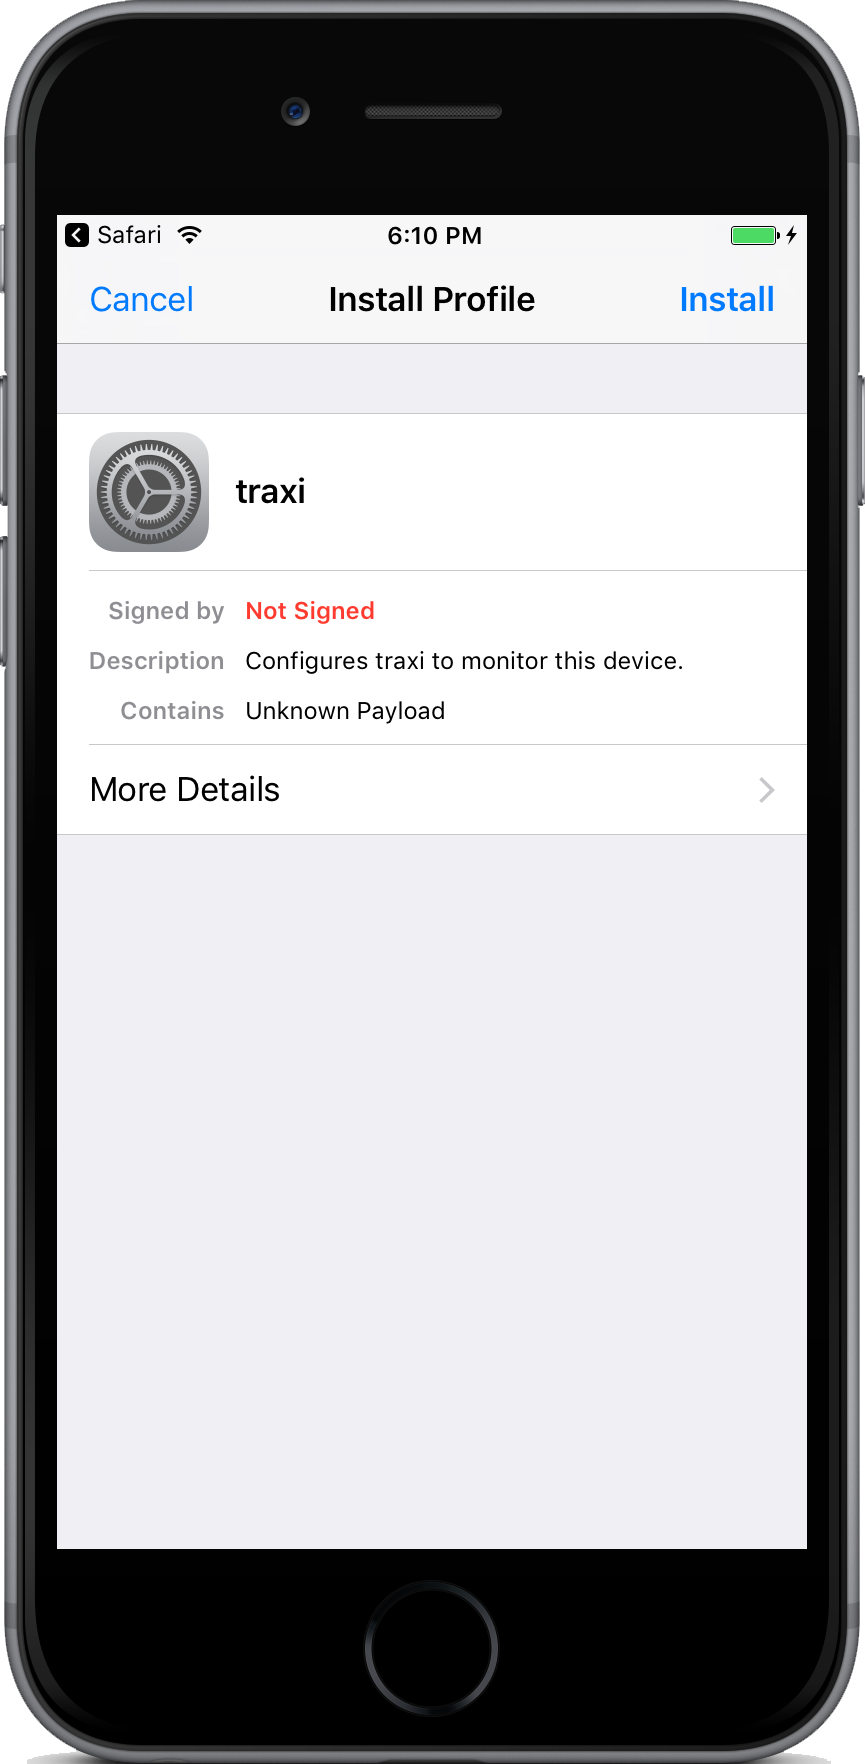 Safari 6:10 PM
Cancel Install Profile Install
traxi
Signed by Not Signed
Description Configures traxi to monitor this device.
Contains Unknown Payload
More Details